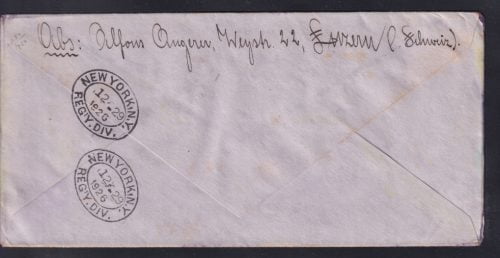 Abs: Alfons Angerer, Weystr. 22, Luzern (Schweiz).
NEW YORK, N.Y.
12-29
1926
REG'Y. DIV.
NEW YORK, N.Y.
12-29
1926
REG'Y. DIV.